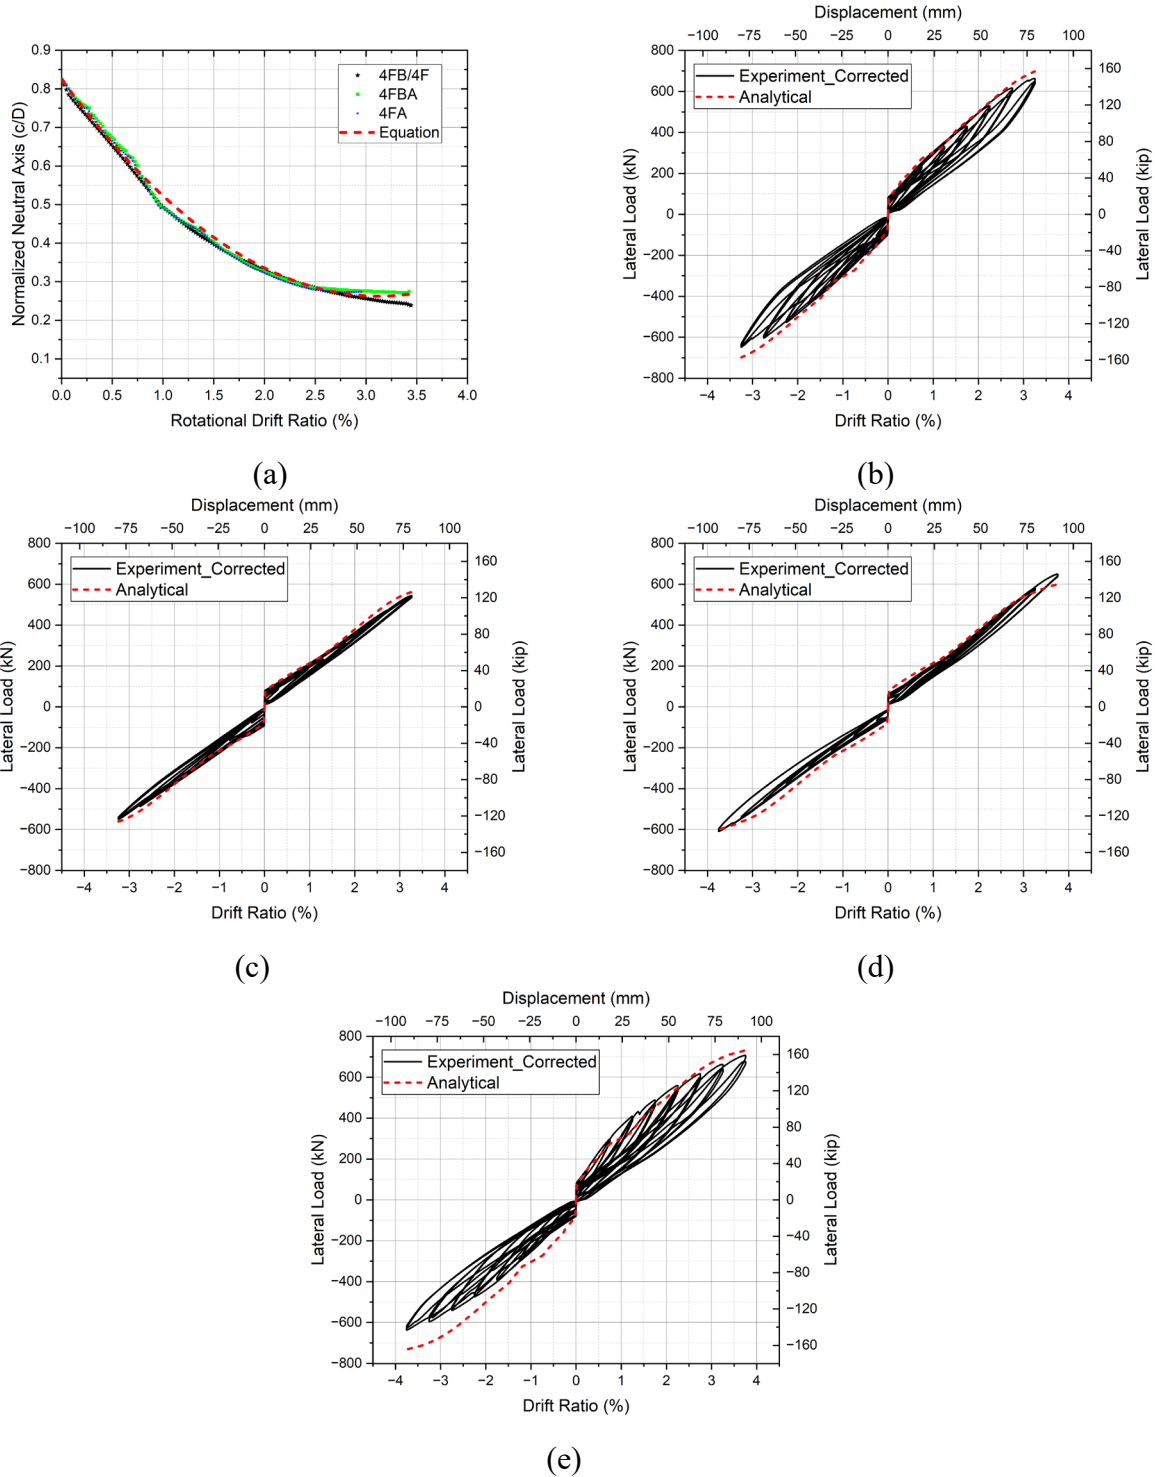 0.9
0.8
0.7
0.6
0.5
0.4
0.3
0.2
0.1
Normalized Neutral Axis (c/D)
4FB/4F
4FBA
4FA
Equation
0.0 0.5 1.0 1.5 2.0 2.5 3.0 3.5 4.0
Rotational Drift Ratio (%)
(a)
Displacement (mm)
−100 −75 −50 −25 0 25 50 75 100
800
600
400
200
0
−200
−400
−600
−800
Lateral Load (kN)
Experiment_Corrected
Analytical
160
120
80
40
0
−40
−80
−120
−160
Lateral Load (kip)
−4 −3 −2 −1 0 1 2 3 4
Drift Ratio (%)
(b)
Displacement (mm)
−100 −75 −50 −25 0 25 50 75 100
800
600
400
200
0
−200
−400
−600
−800
Lateral Load (kN)
Experiment_Corrected
Analytical
160
120
80
40
0
−40
−80
−120
−160
Lateral Load (kip)
−4 −3 −2 −1 0 1 2 3 4
Drift Ratio (%)
(c)
Displacement (mm)
−100 −75 −50 −25 0 25 50 75 100
800
600
400
200
0
−200
−400
−600
−800
Lateral Load (kN)
Experiment_Corrected
Analytical
160
120
80
40
0
−40
−80
−120
−160
Lateral Load (kip)
−4 −3 −2 −1 0 1 2 3 4
Drift Ratio (%)
(d)
Displacement (mm)
−100 −75 −50 −25 0 25 50 75 100
800
600
400
200
0
−200
−400
−600
−800
Lateral Load (kN)
Experiment_Corrected
Analytical
160
120
80
40
0
−40
−80
−120
−160
Lateral Load (kip)
−4 −3 −2 −1 0 1 2 3 4
Drift Ratio (%)
(e)